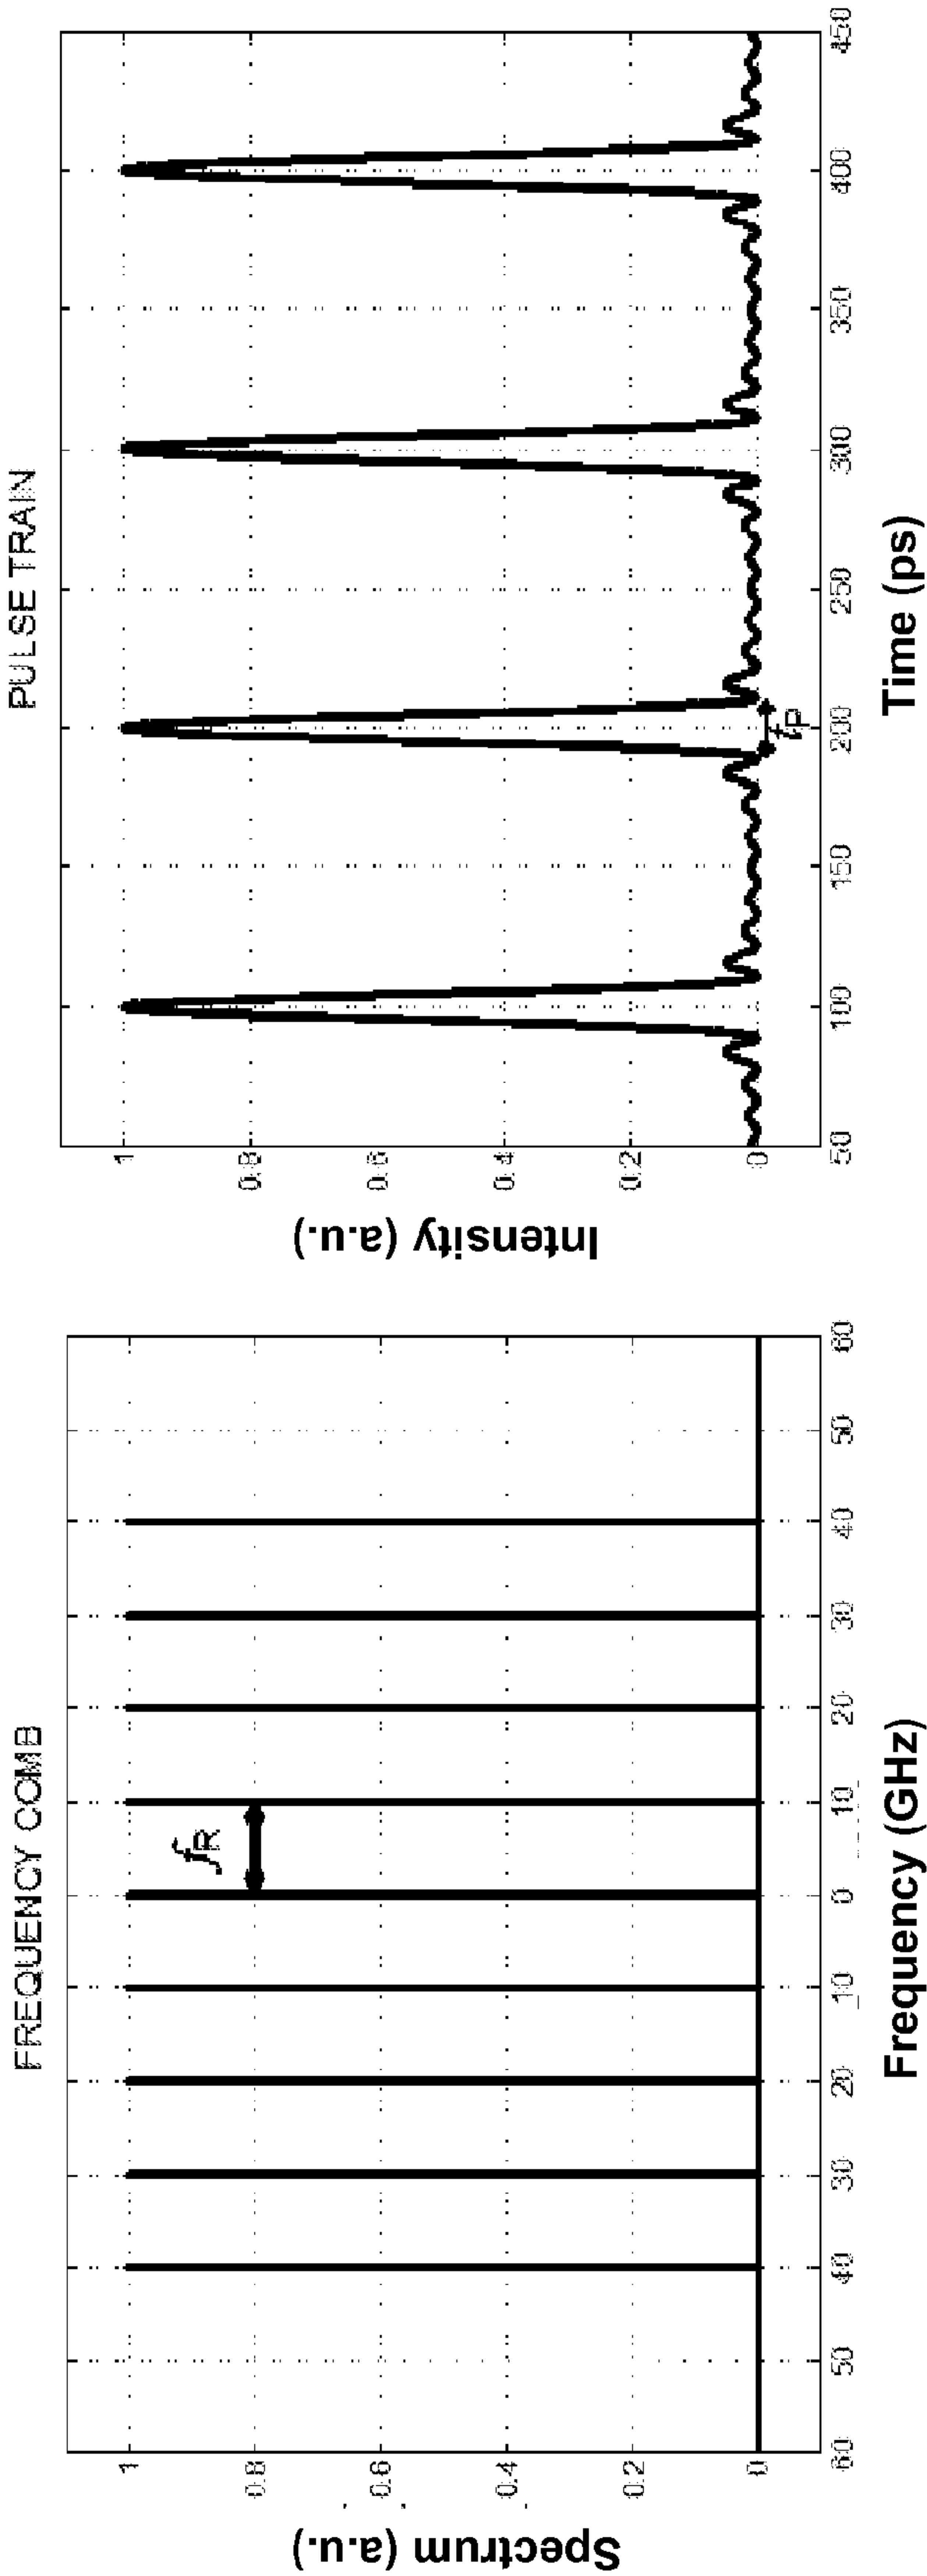 FREQUENCY COMB
Spectrum (a.u.)
1
0.8
0.6
0.4
0.2
0
fR
60 50 40 30 20 10 0 10 20 30 40 50 60
Frequency (GHz)
PULSE TRAIN
Intensity (a.u.)
1
0.8
0.6
0.4
0.2
0
tP
50 100 150 200 250 300 350 400 450
Time (ps)